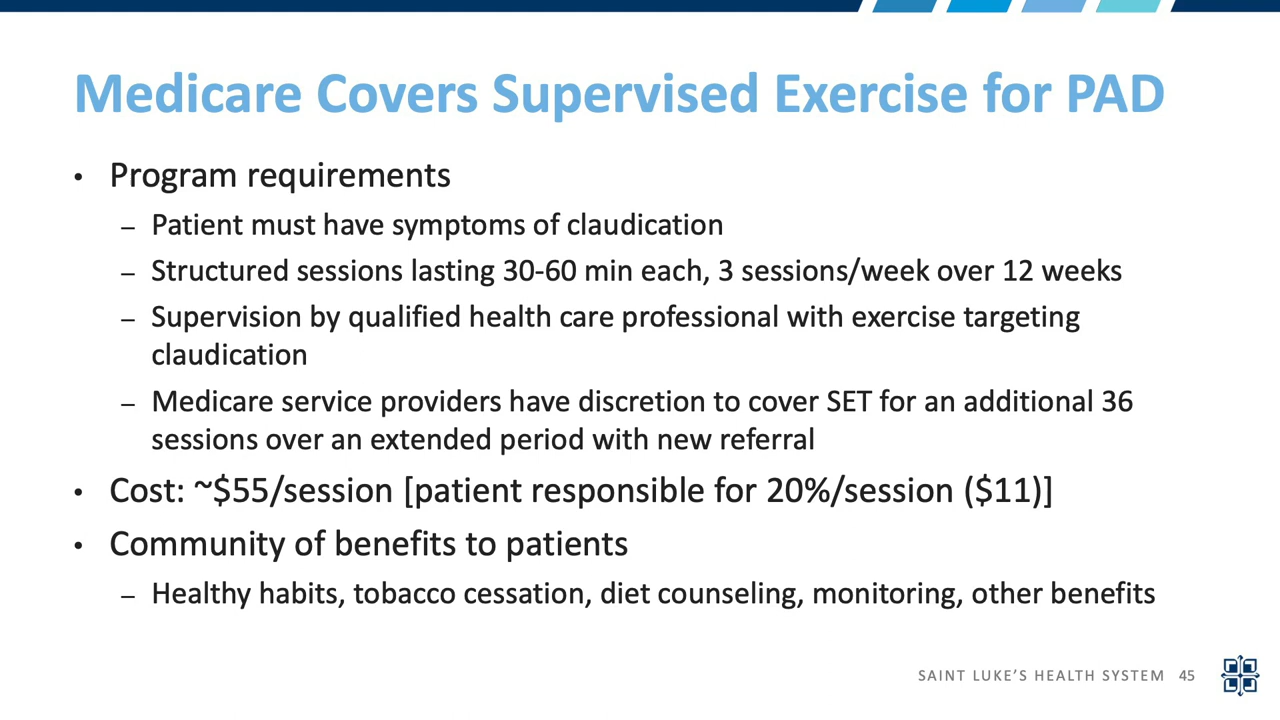 Medicare Covers Supervised Exercise for PAD
• Program requirements
– Patient must have symptoms of claudication
– Structured sessions lasting 30-60 min each, 3 sessions/week over 12 weeks
– Supervision by qualified health care professional with exercise targeting
claudication
– Medicare service providers have discretion to cover SET for an additional 36
sessions over an extended period with new referral
• Cost: ~$55/session [patient responsible for 20%/session ($11)]
• Community of benefits to patients
– Healthy habits, tobacco cessation, diet counseling, monitoring, other benefits
SAINT LUKE’S HEALTH SYSTEM 45